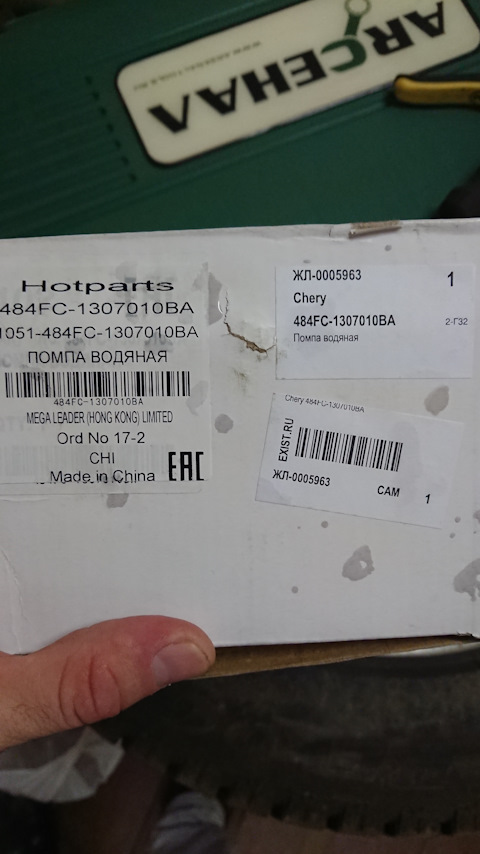 АРСЕНАЛ
Hotparts
484FC-1307010BA
1051-484FC-1307010BA
ПОМПА ВОДЯНАЯ
484FC-1307010BA
MEGA LEADER (HONG KONG) LIMITED
Ord No 17-2
CHI
Made in China
EAC
ЖЛ-0005963
1
Chery
484FC-1307010BA
2-Г32
Помпа водяная
Chery 484FC-1307010BA
EXIST.RU
ЖЛ-0005963
САМ
1